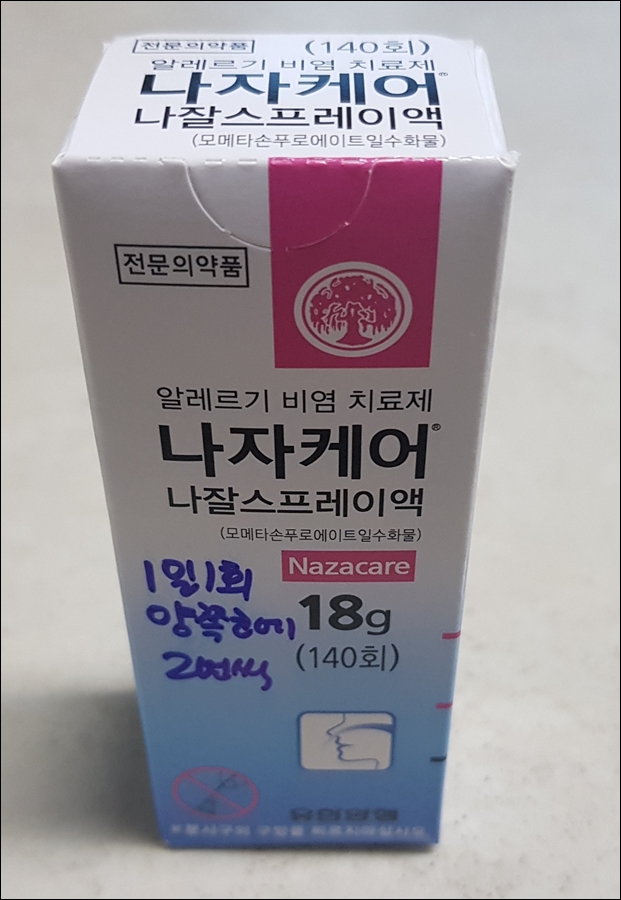 전문의약품 (140회)
알레르기 비염 치료제
나자케어®
나잘스프레이액
(모메타손푸로에이트일수화물)
전문의약품
알레르기 비염 치료제
나자케어®
나잘스프레이액
(모메타손푸로에이트일수화물)
Nazacare
18g
(140회)
1일1회
양쪽코에
2번씩